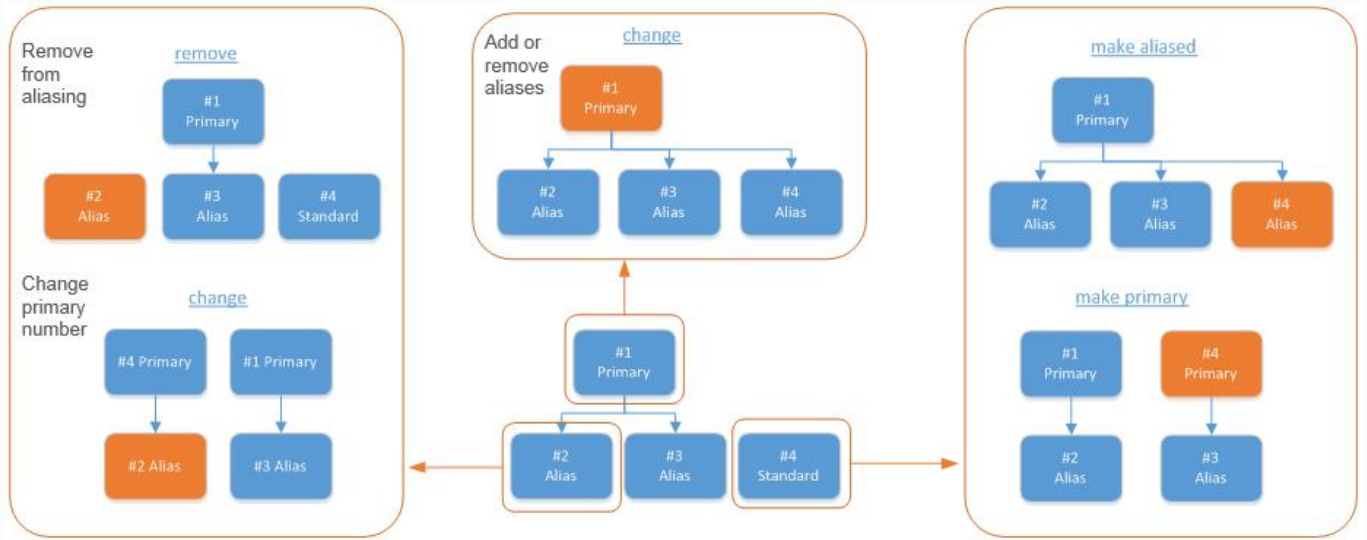 Remove
from
aliasing
remove
#1
Primary
#2
Alias
#3
Alias
#4
Standard
Change
primary
number
change
#4 Primary
#1 Primary
#2 Alias
#3 Alias
Add or
remove
aliases
change
#1
Primary
#2
Alias
#3
Alias
#4
Alias
#1
Primary
#2
Alias
#3
Alias
#4
Standard
make aliased
#1
Primary
#2
Alias
#3
Alias
#4
Alias
make primary
#1
Primary
#4
Primary
#2
Alias
#3
Alias